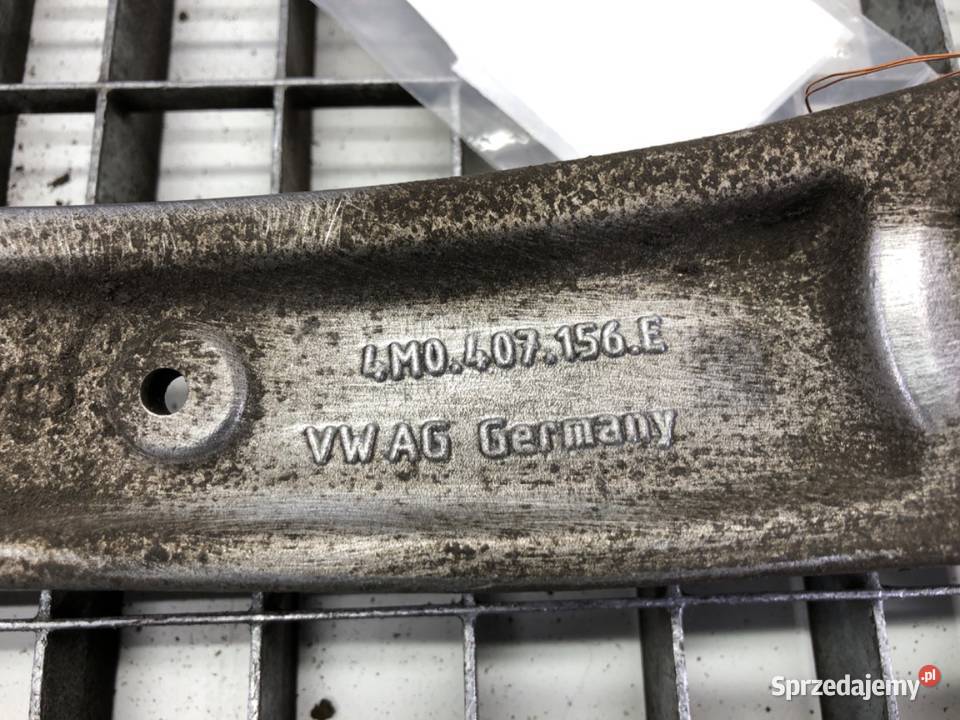 4M0.407.156.E
VW AG Germany
Sprzedajemy.pl